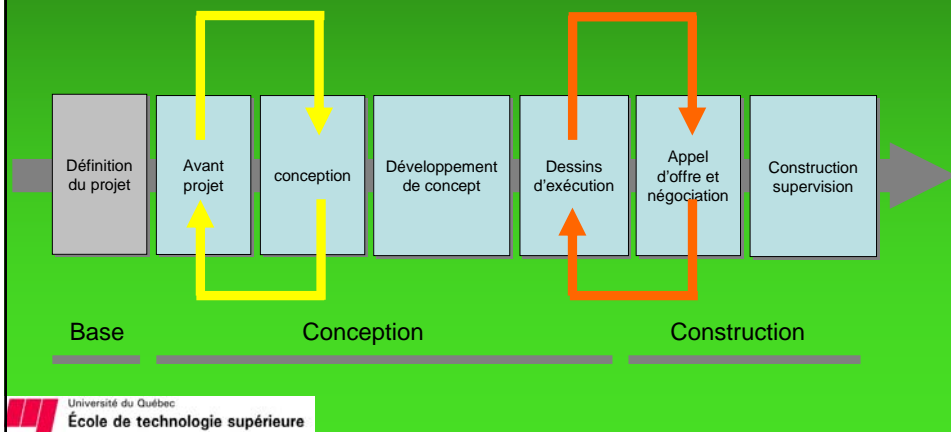 Définition
du projet
Avant
projet
conception
Développement
de concept
Dessins
d'exécution
Appel
d'offre et
négociation
Construction
supervision
Base
Conception
Construction
Université du Québec
École de technologie supérieure